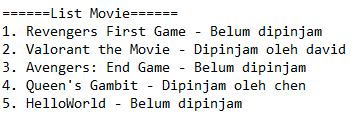 ======List Movie======
1. Revengers First Game - Belum dipinjam
2. Valorant the Movie - Dipinjam oleh david
3. Avengers: End Game - Belum dipinjam
4. Queen's Gambit - Dipinjam oleh chen
5. HelloWorld - Belum dipinjam